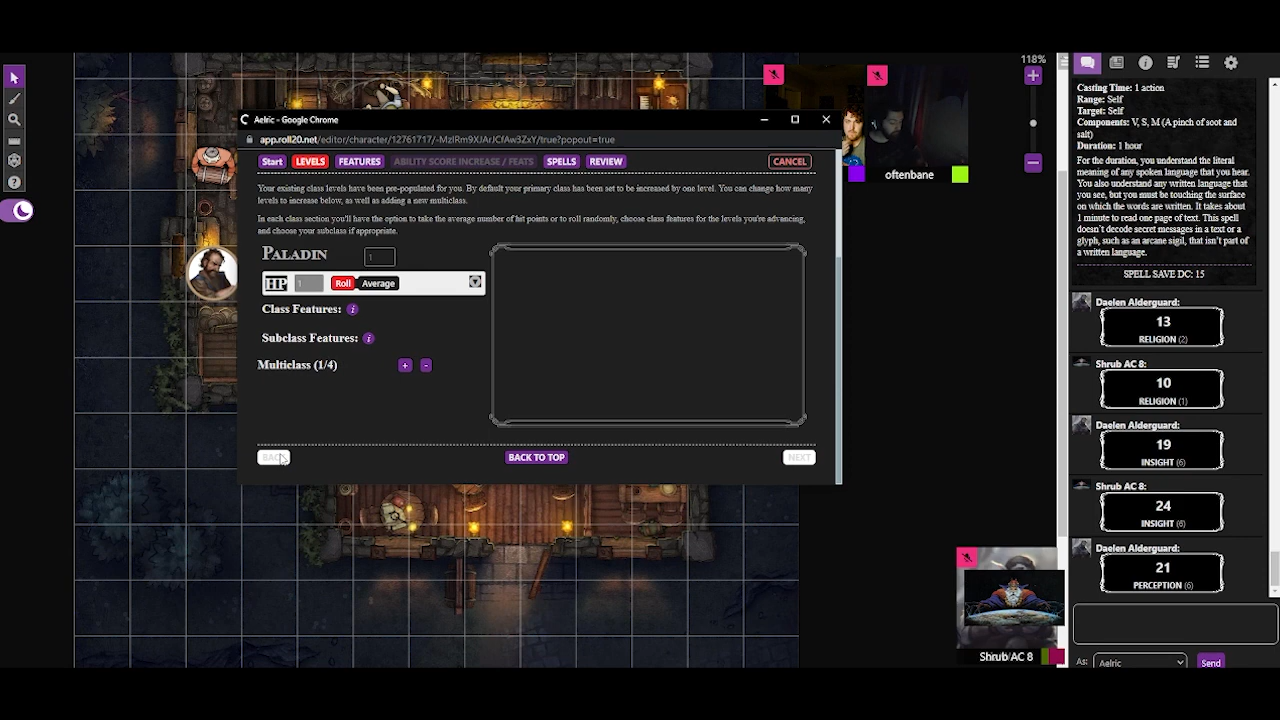 118%
Aelric - Google Chrome
app.roll20.net/editor/character/12761717/-MzIRm9XJArJCfAw3ZxY/true?popout=true
Start LEVELS FEATURES ABILITY SCORE INCREASE / FEATS SPELLS REVIEW CANCEL
Your existing class levels have been pre-populated for you. By default your primary class has been set to be increased by one level. You can change how many
levels to increase below, as well as adding a new multiclass.
In each class section you'll have the option to take the average number of hit points or to roll randomly, choose class features for the levels you're advancing,
and choose your subclass if appropriate.
PALADIN 1
HP 1 Roll Average
Class Features: i
Subclass Features: i
Multiclass (1/4) + -
BACK BACK TO TOP NEXT
oftenbane
Shrub AC 8
Casting Time: 1 action
Range: Self
Target: Self
Components: V, S, M (A pinch of soot and
salt)
Duration: 1 hour
For the duration, you understand the literal
meaning of any spoken language that you hear.
You also understand any written language that
you see, but you must be touching the surface
on which the words are written. It takes about
1 minute to read one page of text. This spell
doesn't decode secret messages in a text or a
glyph, such as an arcane sigil, that isn't part of
a written language.
SPELL SAVE DC: 15
Daelen Alderguard:
13
RELIGION (2)
Shrub AC 8:
10
RELIGION (1)
Daelen Alderguard:
19
INSIGHT (6)
Shrub AC 8:
24
INSIGHT (6)
Daelen Alderguard:
21
PERCEPTION (6)
As: Aelric Send